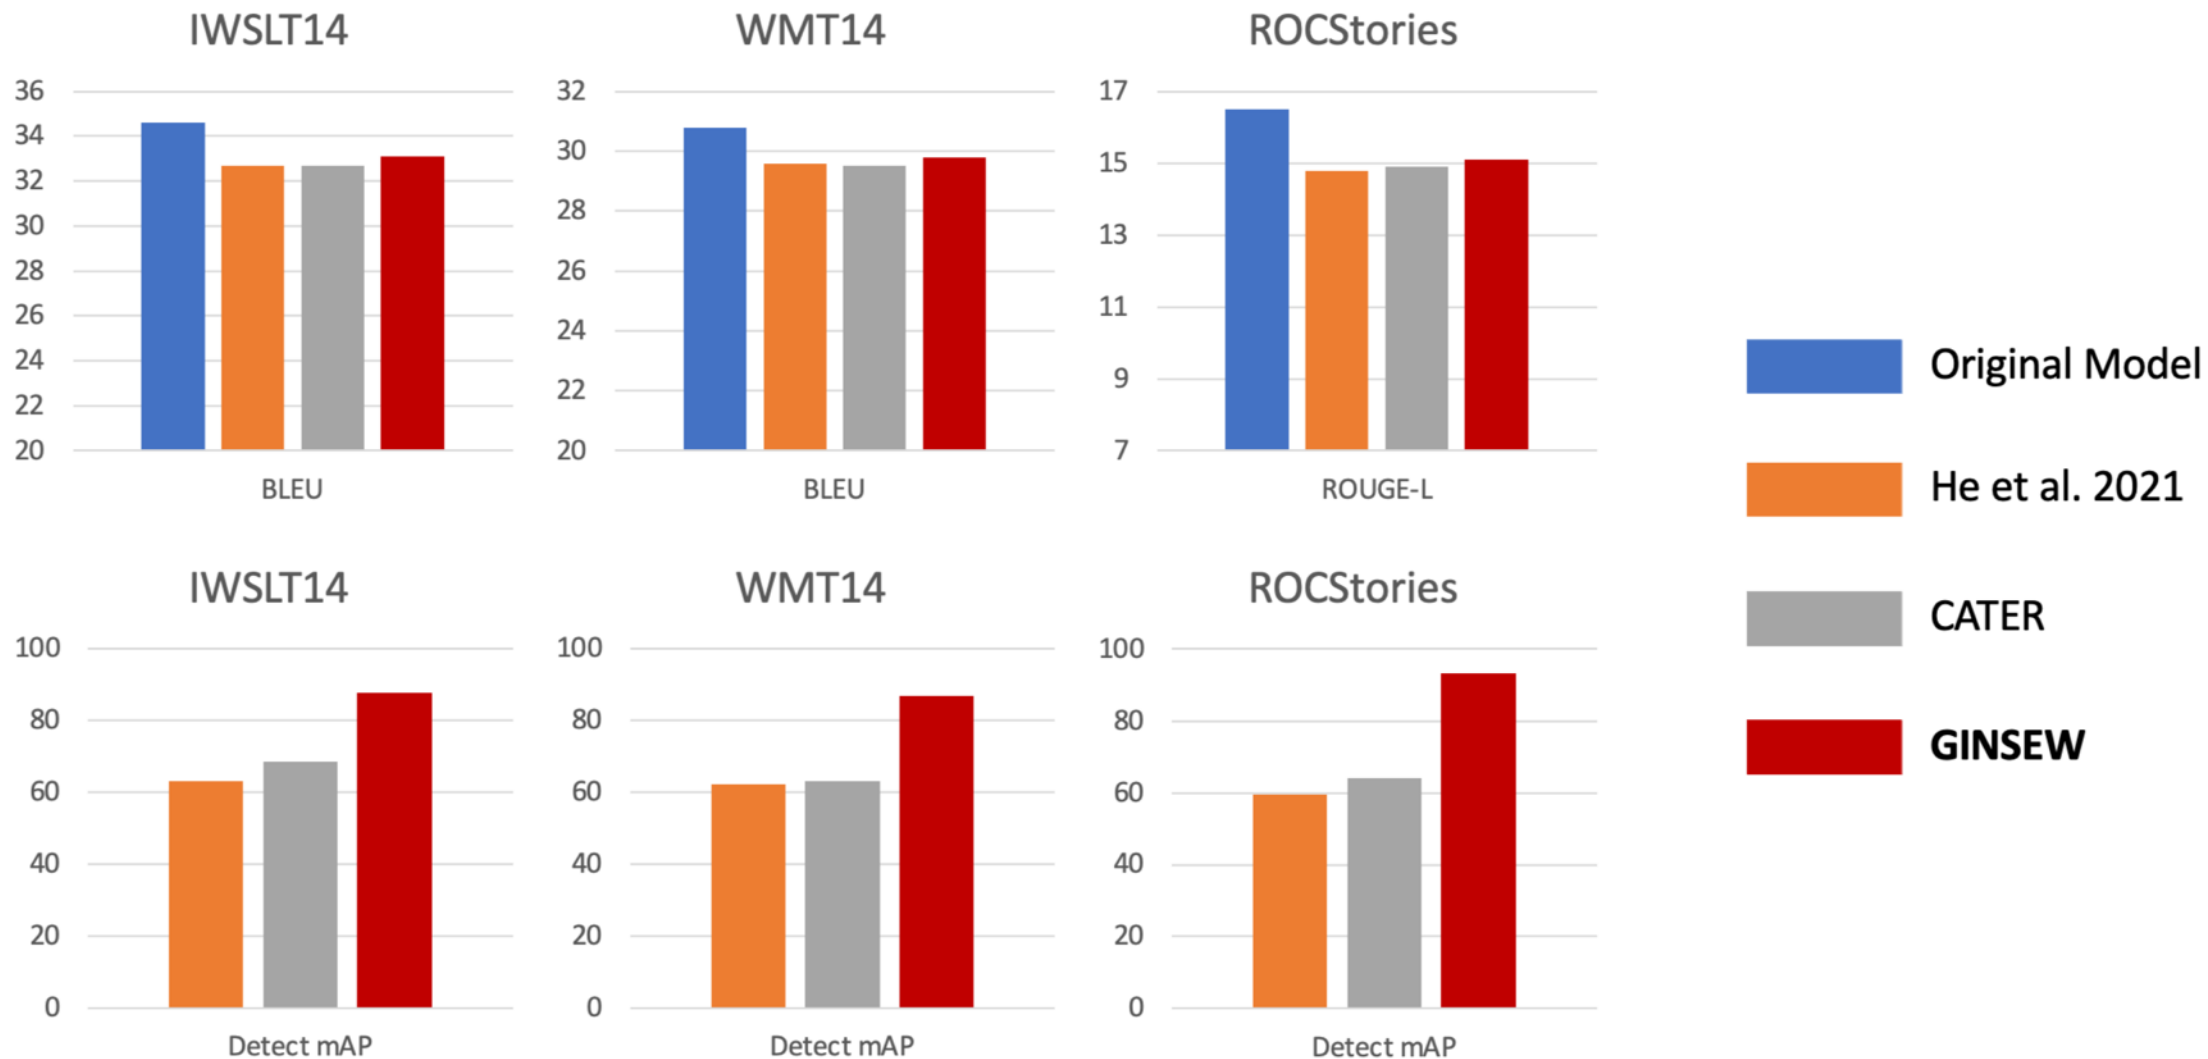 IWSLT14
36
34
32
30
28
26
24
22
20
BLEU
WMT14
32
30
28
26
24
22
20
BLEU
ROCStories
17
15
13
11
9
7
ROUGE-L
IWSLT14
100
80
60
40
20
0
Detect mAP
WMT14
100
80
60
40
20
0
Detect mAP
ROCStories
100
80
60
40
20
0
Detect mAP
Original Model
He et al. 2021
CATER
GINSEW